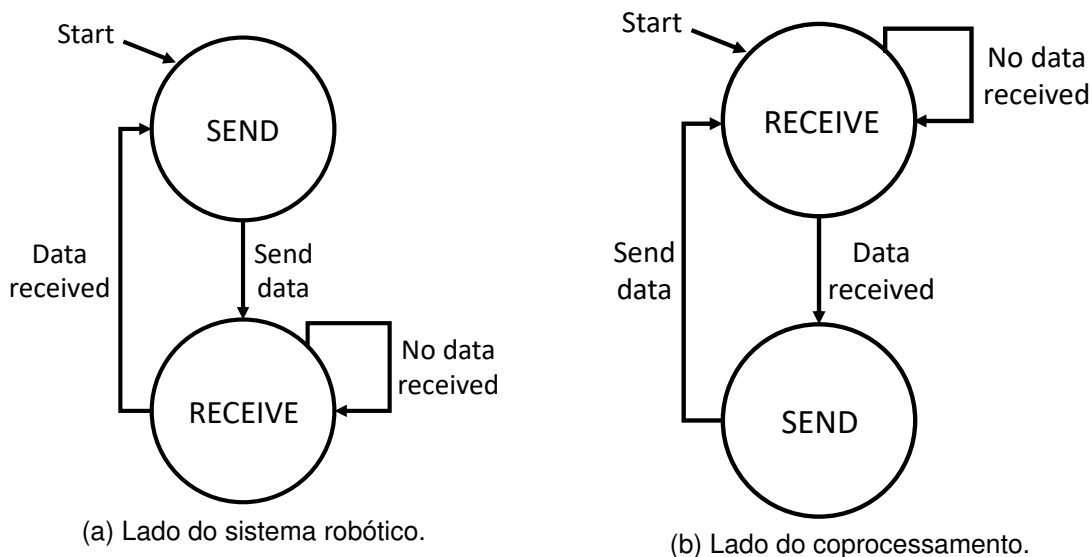 Start
SEND
Data
received
Send
data
No data
received
RECEIVE
(a) Lado do sistema robótico.
Start
No data
received
RECEIVE
Send
data
Data
received
SEND
(b) Lado do coprocessamento.